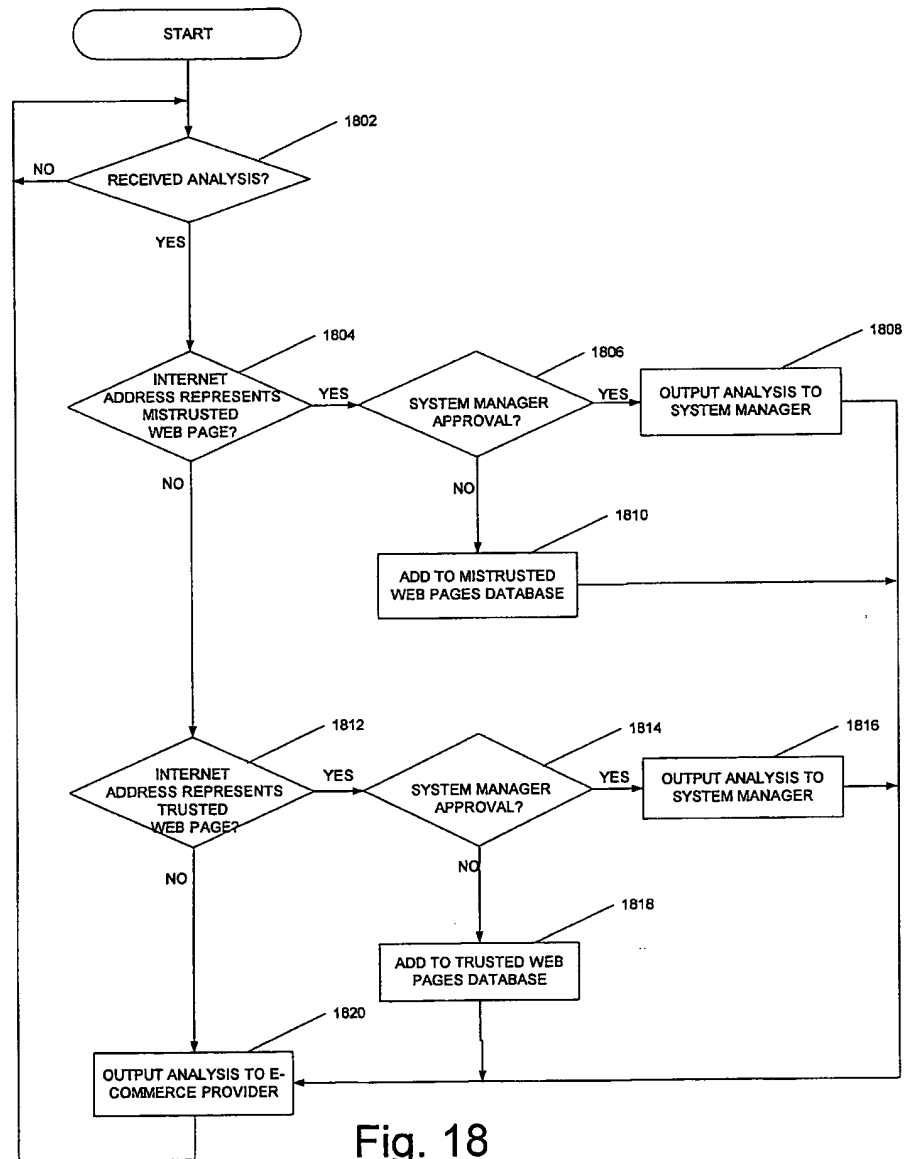 START
1802
NO
RECEIVED ANALYSIS?
YES
1804
1806
1808
INTERNET
ADDRESS REPRESENTS
MISTRUSTED
WEB PAGE?
YES
SYSTEM MANAGER
APPROVAL?
YES
OUTPUT ANALYSIS TO
SYSTEM MANAGER
NO
NO
1810
ADD TO MISTRUSTED
WEB PAGES DATABASE
1812
1814
1816
INTERNET
ADDRESS REPRESENTS
TRUSTED
WEB PAGE?
YES
SYSTEM MANAGER
APPROVAL?
YES
OUTPUT ANALYSIS TO
SYSTEM MANAGER
NO
NO
1818
ADD TO TRUSTED WEB
PAGES DATABASE
1820
OUTPUT ANALYSIS TO E-
COMMERCE PROVIDER
Fig. 18